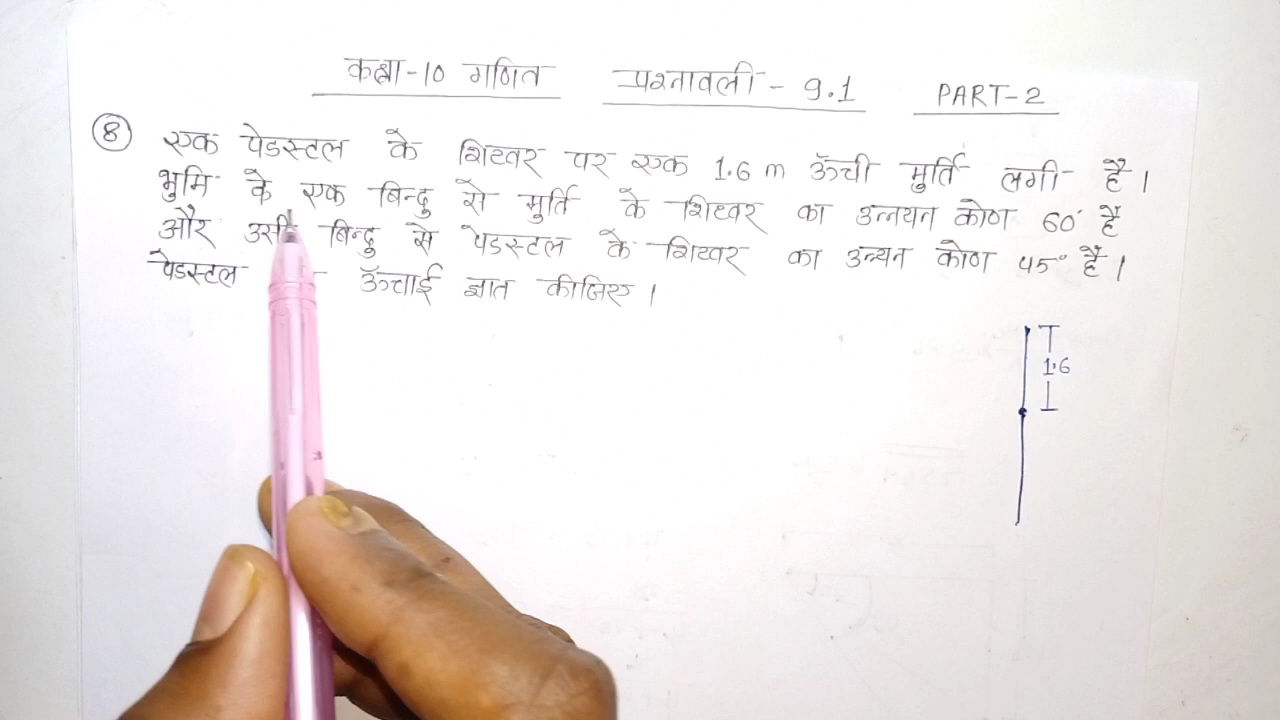 कक्षा-10 गणित प्रश्नावली - 9.1 PART-2
8 एक पेडस्टल के शिखर पर एक 1.6 m ऊँची मुर्ति लगी है।
भुमि के एक बिन्दु से मुर्ति के शिखर का उन्नयन कोण 60° है
और उसी बिन्दु से पेडस्टल के शिखर का उन्यन कोण 45° है।
पेडस्टल ऊँचाई ज्ञात कीजिए।
1.6